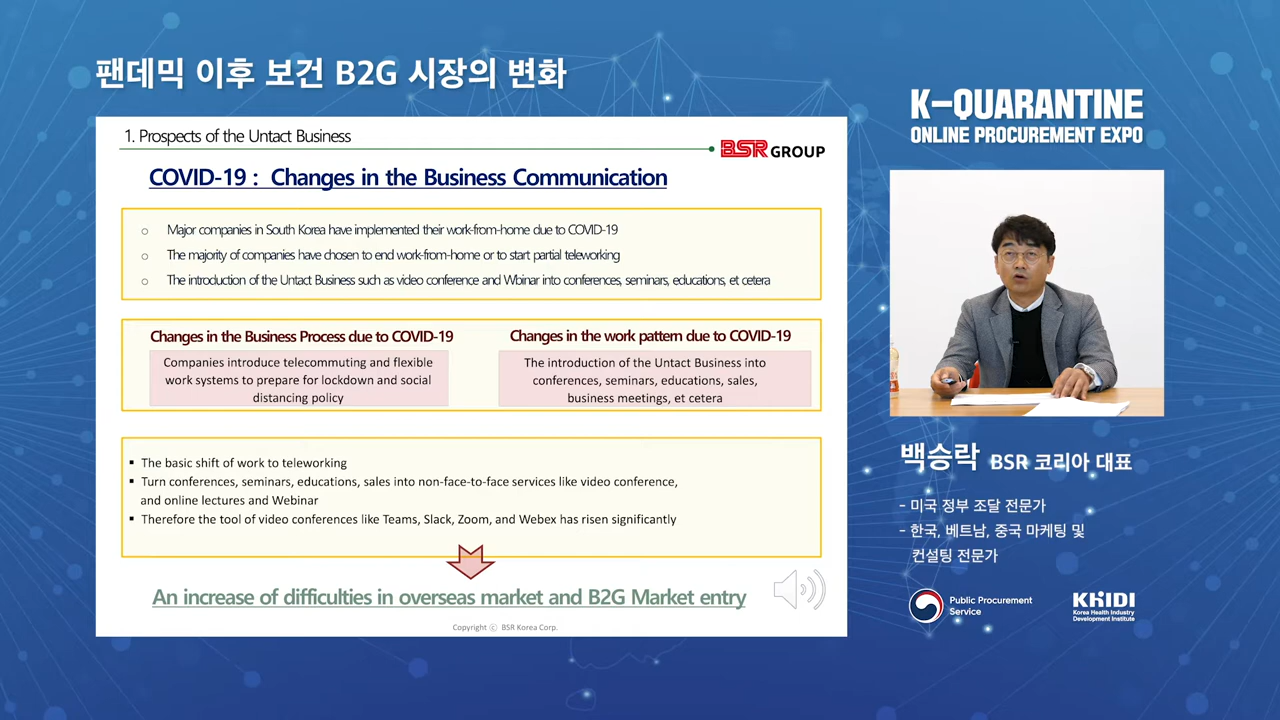 팬데믹 이후 보건 B2G 시장의 변화
K-QUARANTINE
ONLINE PROCUREMENT EXPO
1. Prospects of the Untact Business
BSR GROUP
COVID-19 : Changes in the Business Communication
o Major companies in South Korea have implemented their work-from-home due to COVID-19
o The majority of companies have chosen to end work-from-home or to start partial teleworking
o The introduction of the Untact Business such as video conference and Wbinar into conferences, seminars, educations, et cetera
Changes in the Business Process due to COVID-19
Companies introduce telecommuting and flexible
work systems to prepare for lockdown and social
distancing policy
Changes in the work pattern due to COVID-19
The introduction of the Untact Business into
conferences, seminars, educations, sales,
business meetings, et cetera
▪ The basic shift of work to teleworking
▪ Turn conferences, seminars, educations, sales into non-face-to-face services like video conference,
and online lectures and Webinar
▪ Therefore the tool of video conferences like Teams, Slack, Zoom, and Webex has risen significantly
An increase of difficulties in overseas market and B2G Market entry
Copyright ⓒ BSR Korea Corp.
백승락 BSR 코리아 대표
- 미국 정부 조달 전문가
- 한국, 베트남, 중국 마케팅 및
컨설팅 전문가
Public Procurement
Service
KHIDI
Korea Health Industry
Development Institute